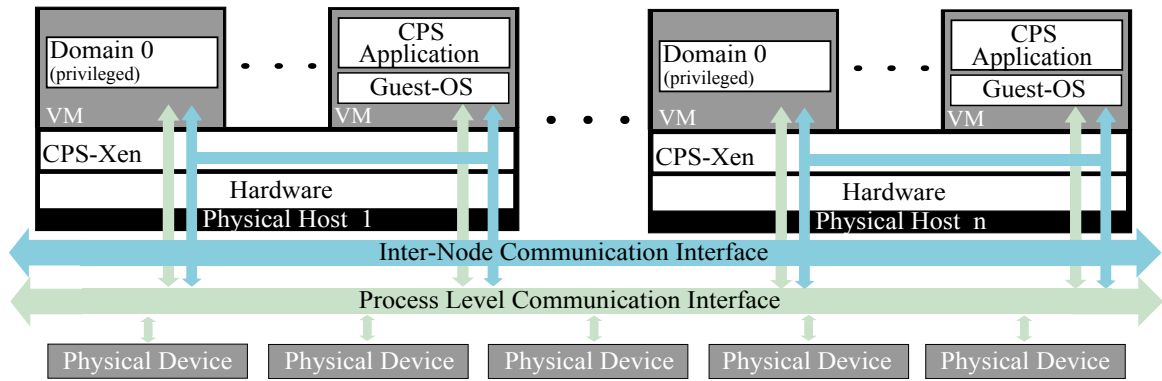 Domain 0
(privileged)
VM
CPS
Application
Guest-OS
VM
CPS-Xen
Hardware
Physical Host 1
Domain 0
(privileged)
VM
CPS
Application
Guest-OS
VM
CPS-Xen
Hardware
Physical Host n
Inter-Node Communication Interface
Process Level Communication Interface
Physical Device
Physical Device
Physical Device
Physical Device
Physical Device